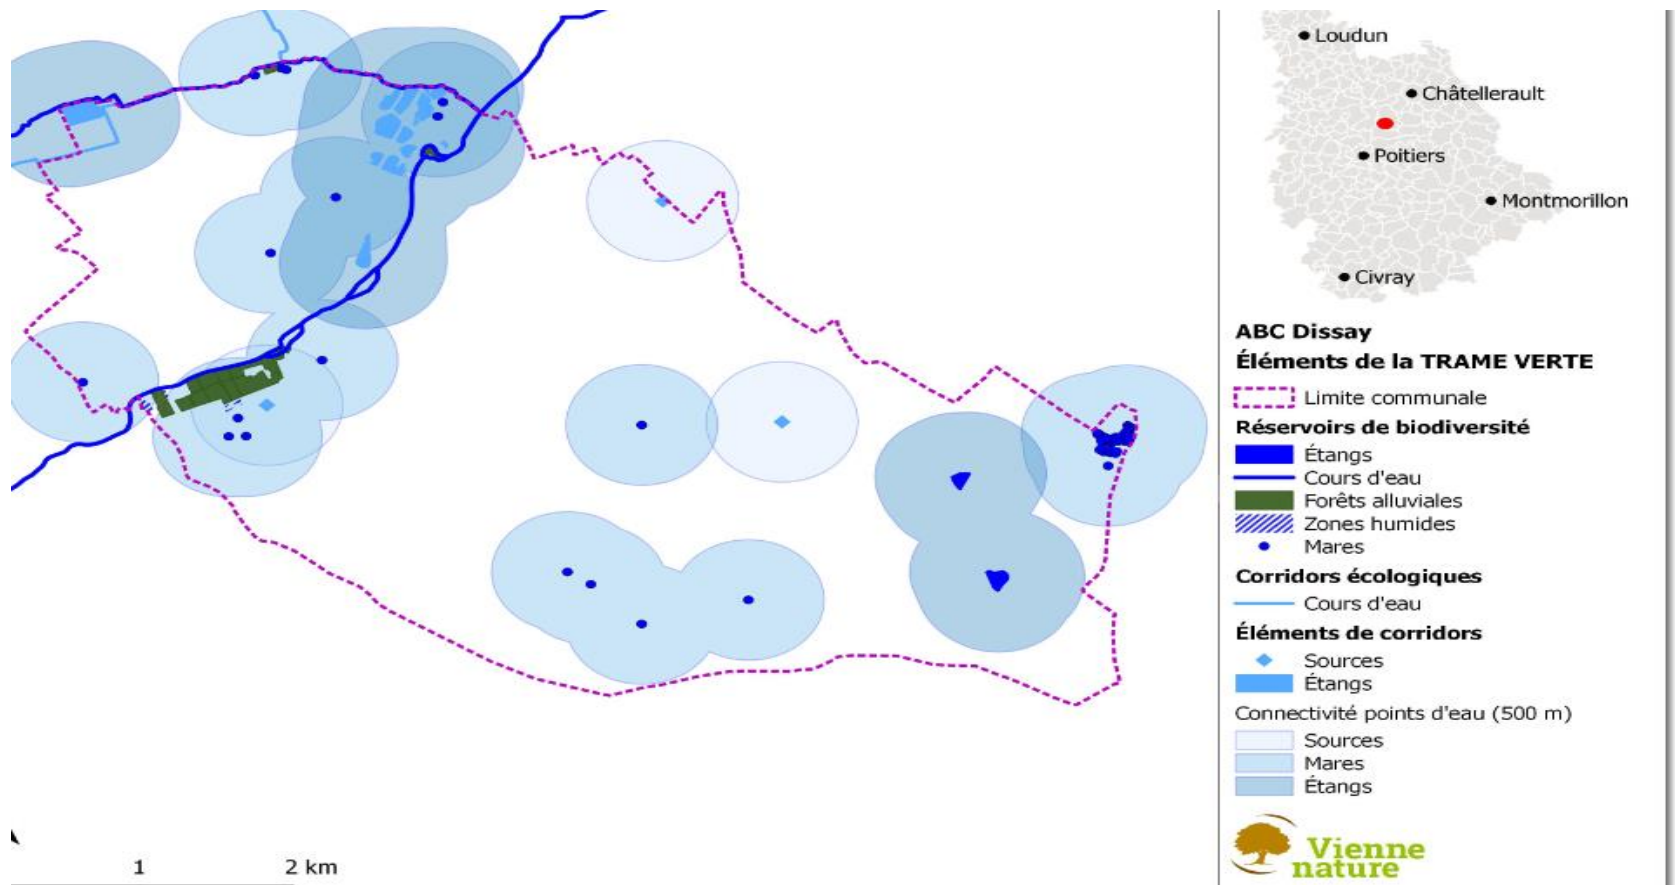 Loudun
Châtellerault
Poitiers
Montmorillon
Civray
ABC Dissay
Éléments de la TRAME VERTE
Limite communale
Réservoirs de biodiversité
Étangs
Cours d'eau
Forêts alluviales
Zones humides
Mares
Corridors écologiques
Cours d'eau
Éléments de corridors
Sources
Étangs
Connectivité points d'eau (500 m)
Sources
Mares
Étangs
Vienne
nature
1 2 km